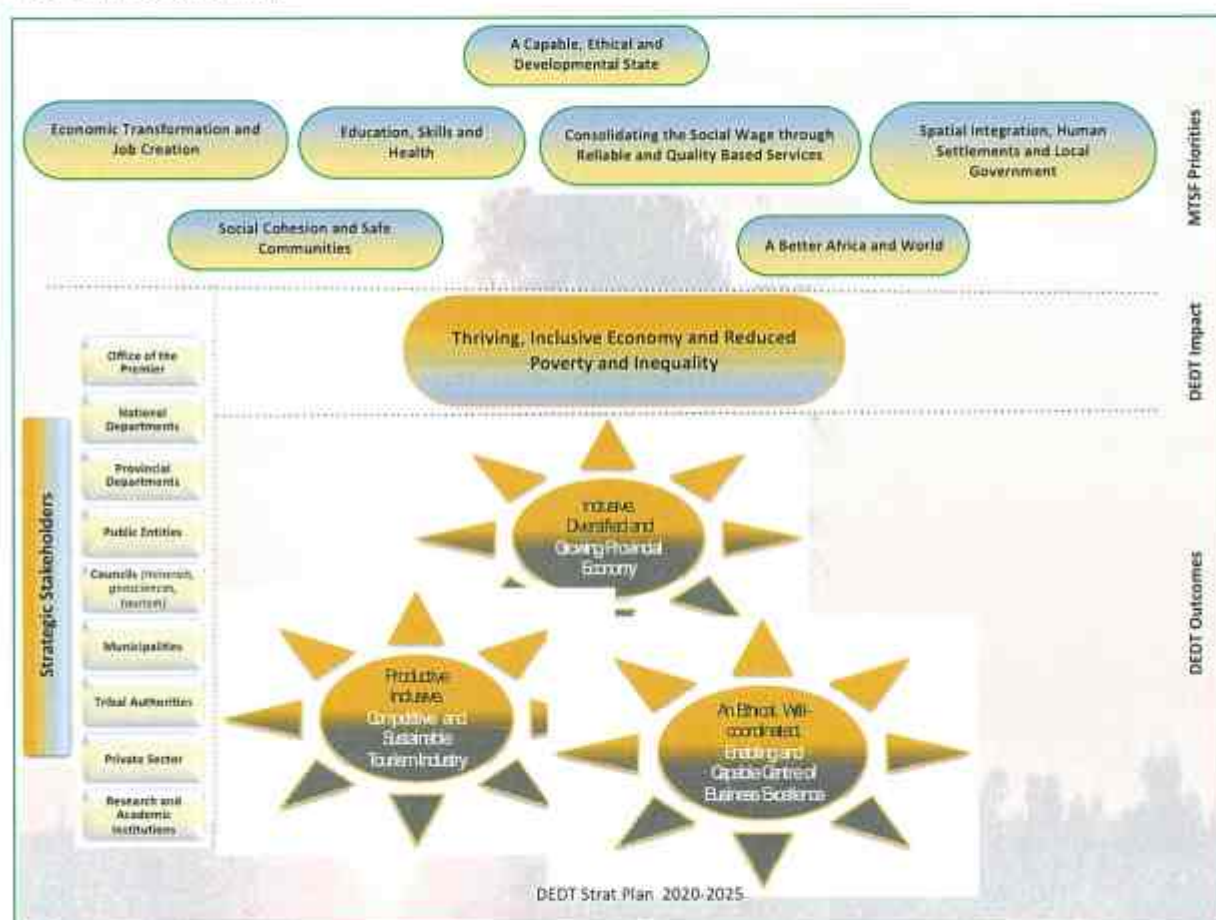 A Capable, Ethical and
Developmental State
Economic Transformation and
Job Creation
Education, Skills and
Health
Consolidating the Social Wage through
Reliable and Quality Based Services
Spatial Integration, Human
Settlements and Local
Government
Social Cohesion and Safe
Communities
A Better Africa and World
MTSF Priorities
Thriving, Inclusive Economy and Reduced
Poverty and Inequality
DEDT Impact
Strategic Stakeholders
Office of the
Premier
National
Departments
Provincial
Departments
Public Entities
Councils (minerals,
geosciences,
tourism)
Municipalities
Tribal Authorities
Private Sector
Research and
Academic
Institutions
Inclusive,
Diversified and
Growing Provincial
Economy
Productive
Inclusive,
Competitive and
Sustainable
Tourism Industry
An Ethical, Well-
coordinated,
Enabling and
Capable Centre of
Business Excellence
DEDT Outcomes
DEDT Strat Plan 2020-2025